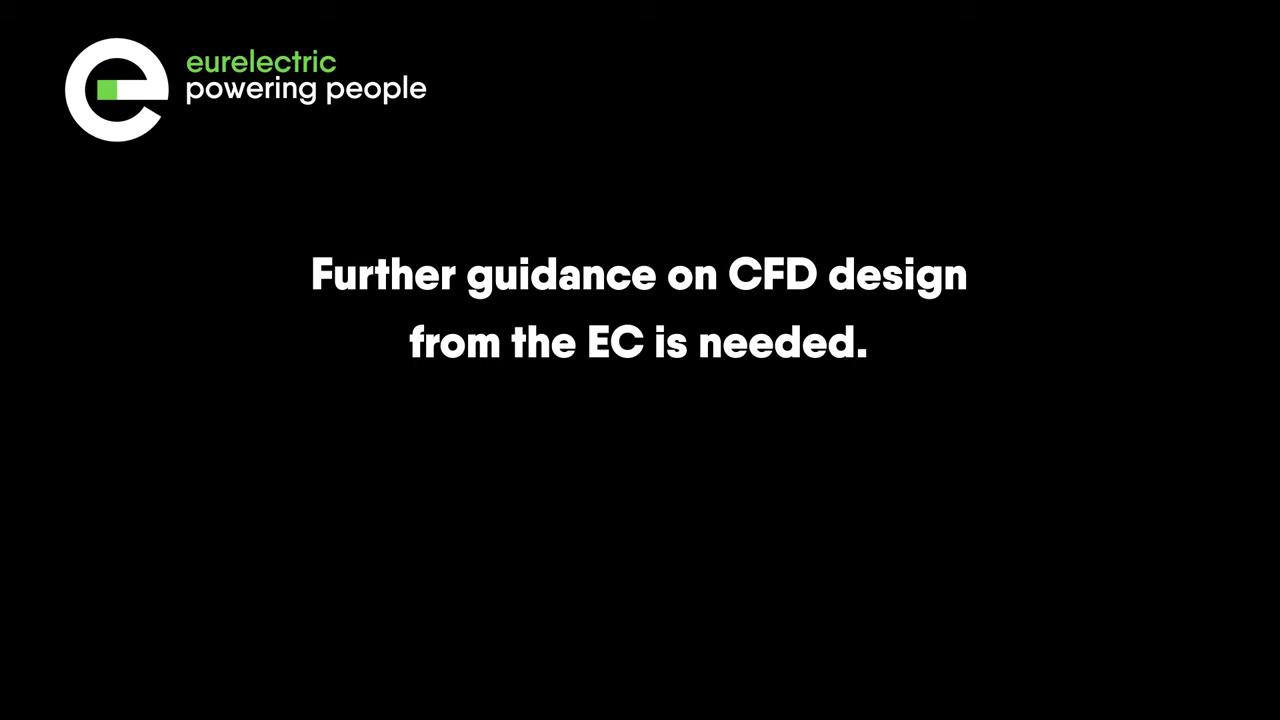 eurelectric
powering people
Further guidance on CFD design
from the EC is needed.